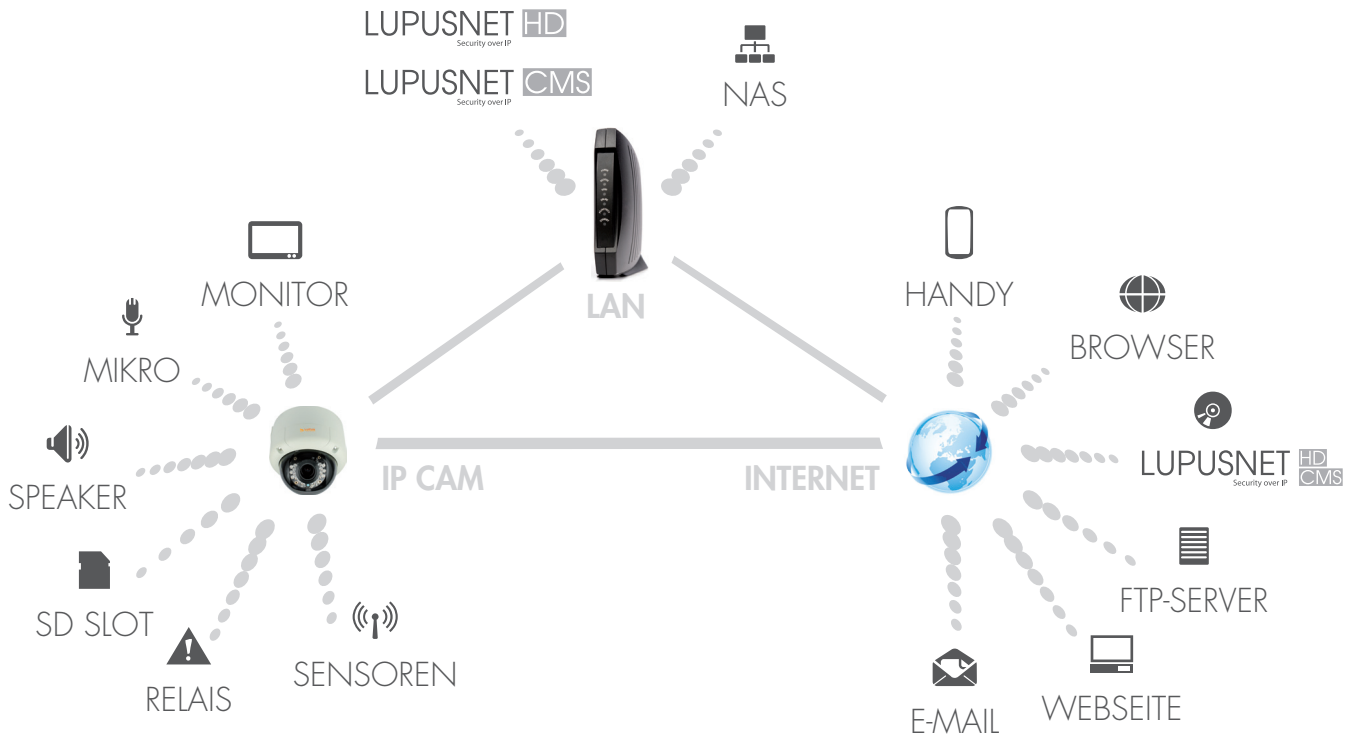 LUPUSNET HD
Security over IP
LUPUSNET CMS
Security over IP
NAS
LAN
MONITOR
MIKRO
SPEAKER
SD SLOT
RELAIS
SENSOREN
IP CAM
INTERNET
HANDY
BROWSER
LUPUSNET HD
CMS
Security over IP
FTP-SERVER
WEBSEITE
E-MAIL